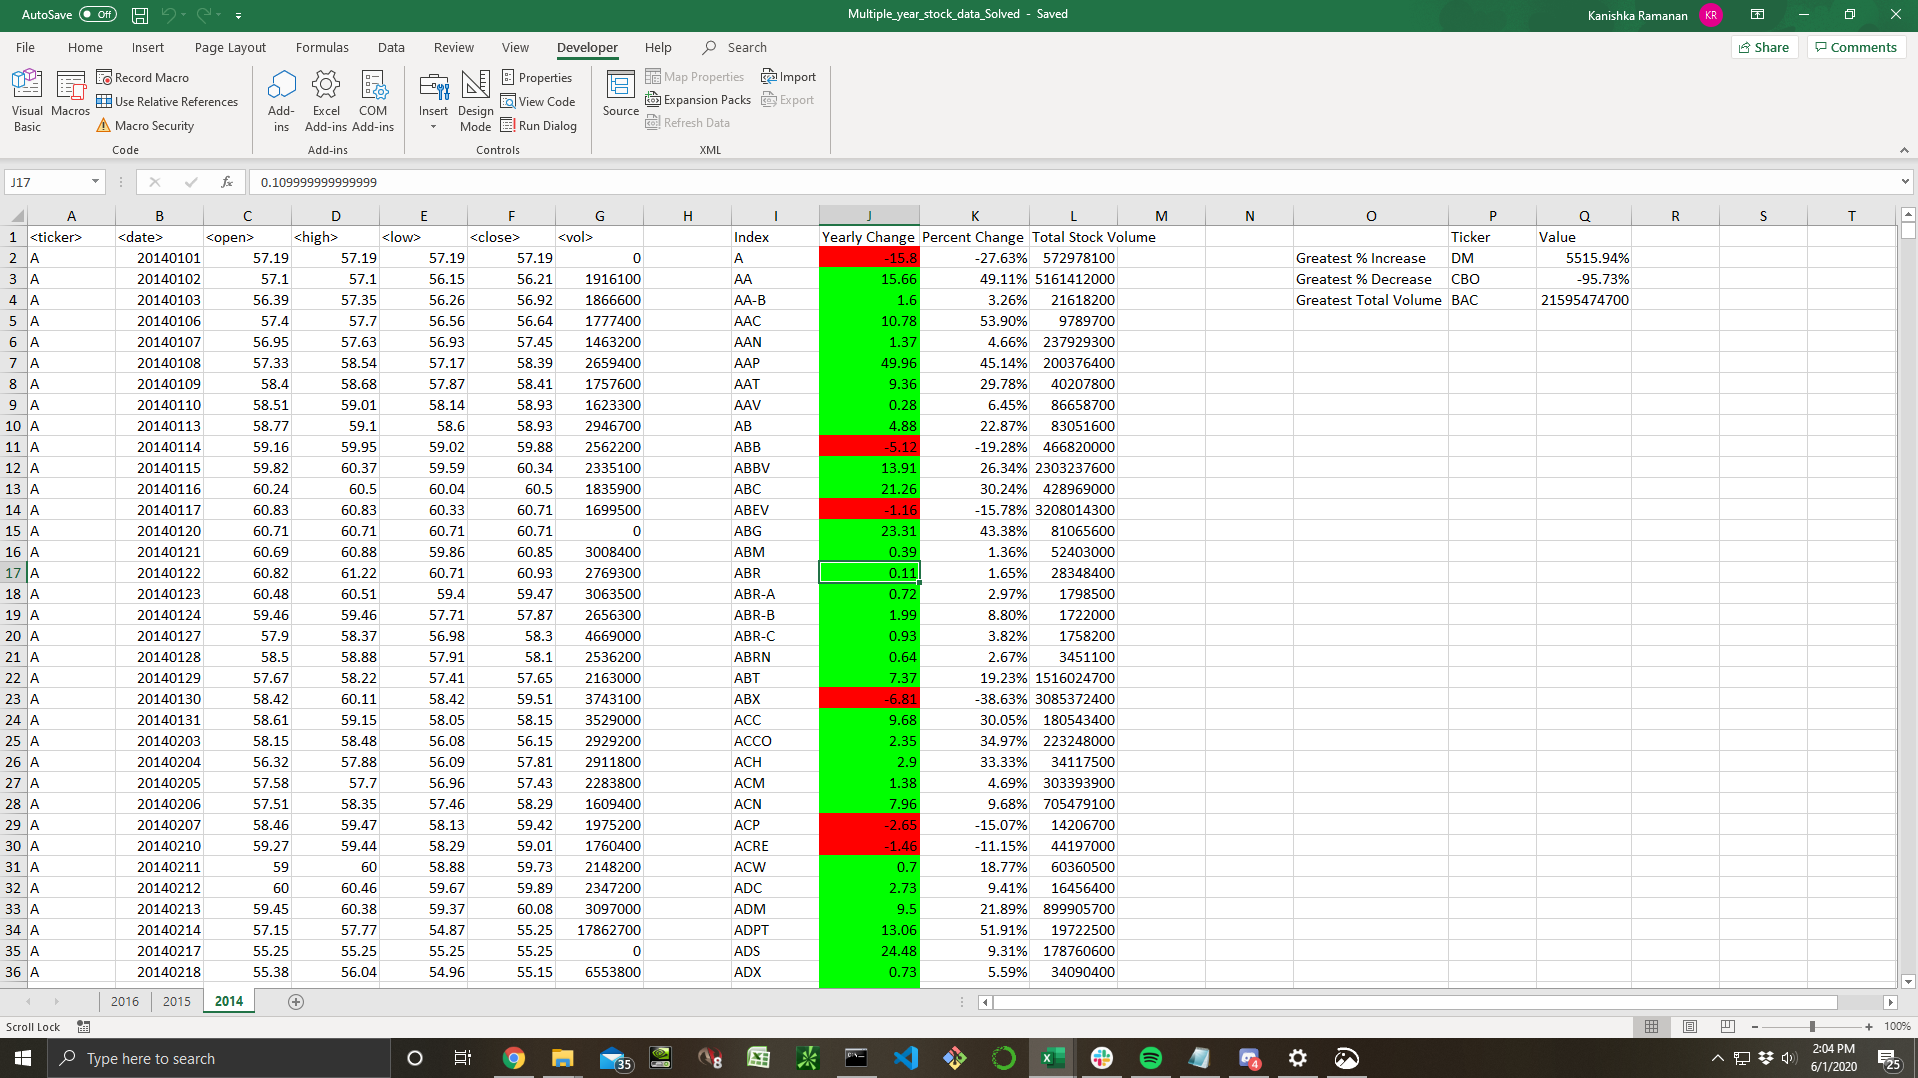 AutoSave Off Multiple_year_stock_data_Solved - Saved Kanishka Ramanan KR
File Home Insert Page Layout Formulas Data Review View Developer Help Search Share Comments
Visual Basic Macros Record Macro Use Relative References Macro Security Code
Add-ins Excel Add-ins COM Add-ins Add-ins
Insert Design Mode Properties View Code Run Dialog Controls
Source Map Properties Expansion Packs Refresh Data Import Export XML
J17 fx 0.109999999999999
A B C D E F G H I J K L M N O P Q R S T
1 <ticker> <date> <open> <high> <low> <close> <vol> Index Yearly Change Percent Change Total Stock Volume Ticker Value
2 A 20140101 57.19 57.19 57.19 57.19 0 A -15.8 -27.63% 572978100 Greatest % Increase DM 5515.94%
3 A 20140102 57.1 57.1 56.15 56.21 1916100 AA 15.66 49.11% 5161412000 Greatest % Decrease CBO -95.73%
4 A 20140103 56.39 57.35 56.26 56.92 1866600 AA-B 1.6 3.26% 21618200 Greatest Total Volume BAC 21595474700
5 A 20140106 57.4 57.7 56.56 56.64 1777400 AAC 10.78 53.90% 9789700
6 A 20140107 56.95 57.63 56.93 57.45 1463200 AAN 1.37 4.66% 237929300
7 A 20140108 57.33 58.54 57.17 58.39 2659400 AAP 49.96 45.14% 200376400
8 A 20140109 58.4 58.68 57.87 58.41 1757600 AAT 9.36 29.78% 40207800
9 A 20140110 58.51 59.01 58.14 58.93 1623300 AAV 0.28 6.45% 86658700
10 A 20140113 58.77 59.1 58.6 58.93 2946700 AB 4.88 22.87% 83051600
11 A 20140114 59.16 59.95 59.02 59.88 2562200 ABB -5.12 -19.28% 466820000
12 A 20140115 59.82 60.37 59.59 60.34 2335100 ABBV 13.91 26.34% 2303237600
13 A 20140116 60.24 60.5 60.04 60.5 1835900 ABC 21.26 30.24% 428969000
14 A 20140117 60.83 60.83 60.33 60.71 1699500 ABEV -1.16 -15.78% 3208014300
15 A 20140120 60.71 60.71 60.71 60.71 0 ABG 23.31 43.38% 81065600
16 A 20140121 60.69 60.88 59.86 60.85 3008400 ABM 0.39 1.36% 52403000
17 A 20140122 60.82 61.22 60.71 60.93 2769300 ABR 0.11 1.65% 28348400
18 A 20140123 60.48 60.51 59.4 59.47 3063500 ABR-A 0.72 2.97% 1798500
19 A 20140124 59.46 59.46 57.71 57.87 2656300 ABR-B 1.99 8.80% 1722000
20 A 20140127 57.9 58.37 56.98 58.3 4669000 ABR-C 0.93 3.82% 1758200
21 A 20140128 58.5 58.88 57.91 58.1 2536200 ABRN 0.64 2.67% 3451100
22 A 20140129 57.67 58.22 57.41 57.65 2163000 ABT 7.37 19.23% 1516024700
23 A 20140130 58.42 60.11 58.42 59.51 3743100 ABX -6.81 -38.63% 3085372400
24 A 20140131 58.61 59.15 58.05 58.15 3529000 ACC 9.68 30.05% 180543400
25 A 20140203 58.15 58.48 56.08 56.15 2929200 ACCO 2.35 34.97% 223248000
26 A 20140204 56.32 57.88 56.09 57.81 2911800 ACH 2.9 33.33% 34117500
27 A 20140205 57.58 57.7 56.96 57.43 2283800 ACM 1.38 4.69% 303393900
28 A 20140206 57.51 58.35 57.46 58.29 1609400 ACN 7.96 9.68% 705479100
29 A 20140207 58.46 59.47 58.13 59.42 1975200 ACP -2.65 -15.07% 14206700
30 A 20140210 59.27 59.44 58.29 59.01 1760400 ACRE -1.46 -11.15% 44197000
31 A 20140211 59 60 58.88 59.73 2148200 ACW 0.7 18.77% 60360500
32 A 20140212 60 60.46 59.67 59.89 2347200 ADC 2.73 9.41% 16456400
33 A 20140213 59.45 60.38 59.37 60.08 3097000 ADM 9.5 21.89% 899905700
34 A 20140214 57.15 57.77 54.87 55.25 17862700 ADPT 13.06 51.91% 19722500
35 A 20140217 55.25 55.25 55.25 55.25 0 ADS 24.48 9.31% 178760600
36 A 20140218 55.38 56.04 54.96 55.15 6553800 ADX 0.73 5.59% 34090400
2016 2015 2014
Scroll Lock 100%
Type here to search 35 8 4 2:04 PM
6/1/2020 25